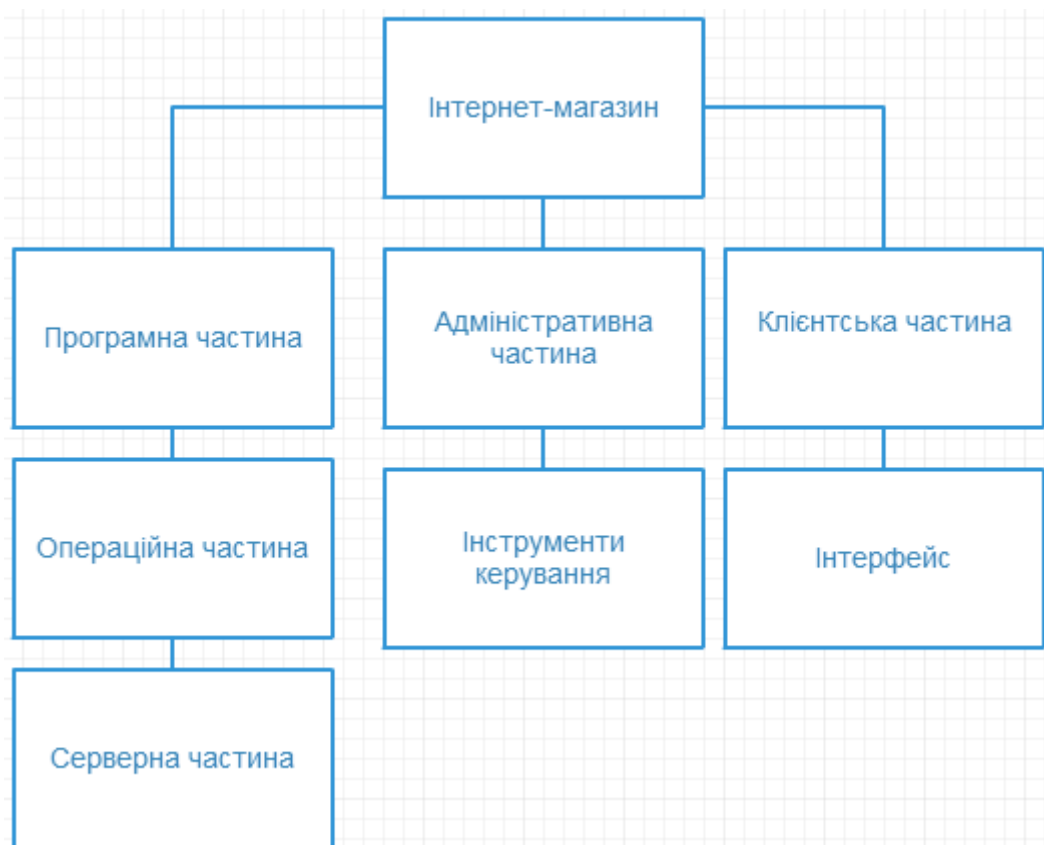 Інтернет-магазин
Програмна частина
Адміністративна
частина
Клієнтська частина
Операційна частина
Інструменти
керування
Інтерфейс
Серверна частина